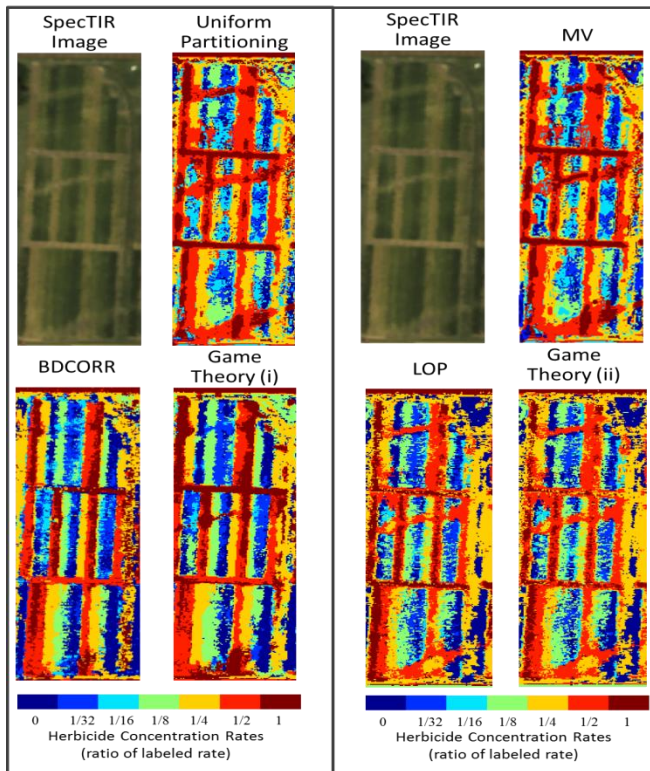 SpecTIR
Image
Uniform
Partitioning
BDCORR
Game
Theory (i)
0 1/32 1/16 1/8 1/4 1/2 1
Herbicide Concentration Rates
(ratio of labeled rate)
SpecTIR
Image
MV
LOP
Game
Theory (ii)
0 1/32 1/16 1/8 1/4 1/2 1
Herbicide Concentration Rates
(ratio of labeled rate)